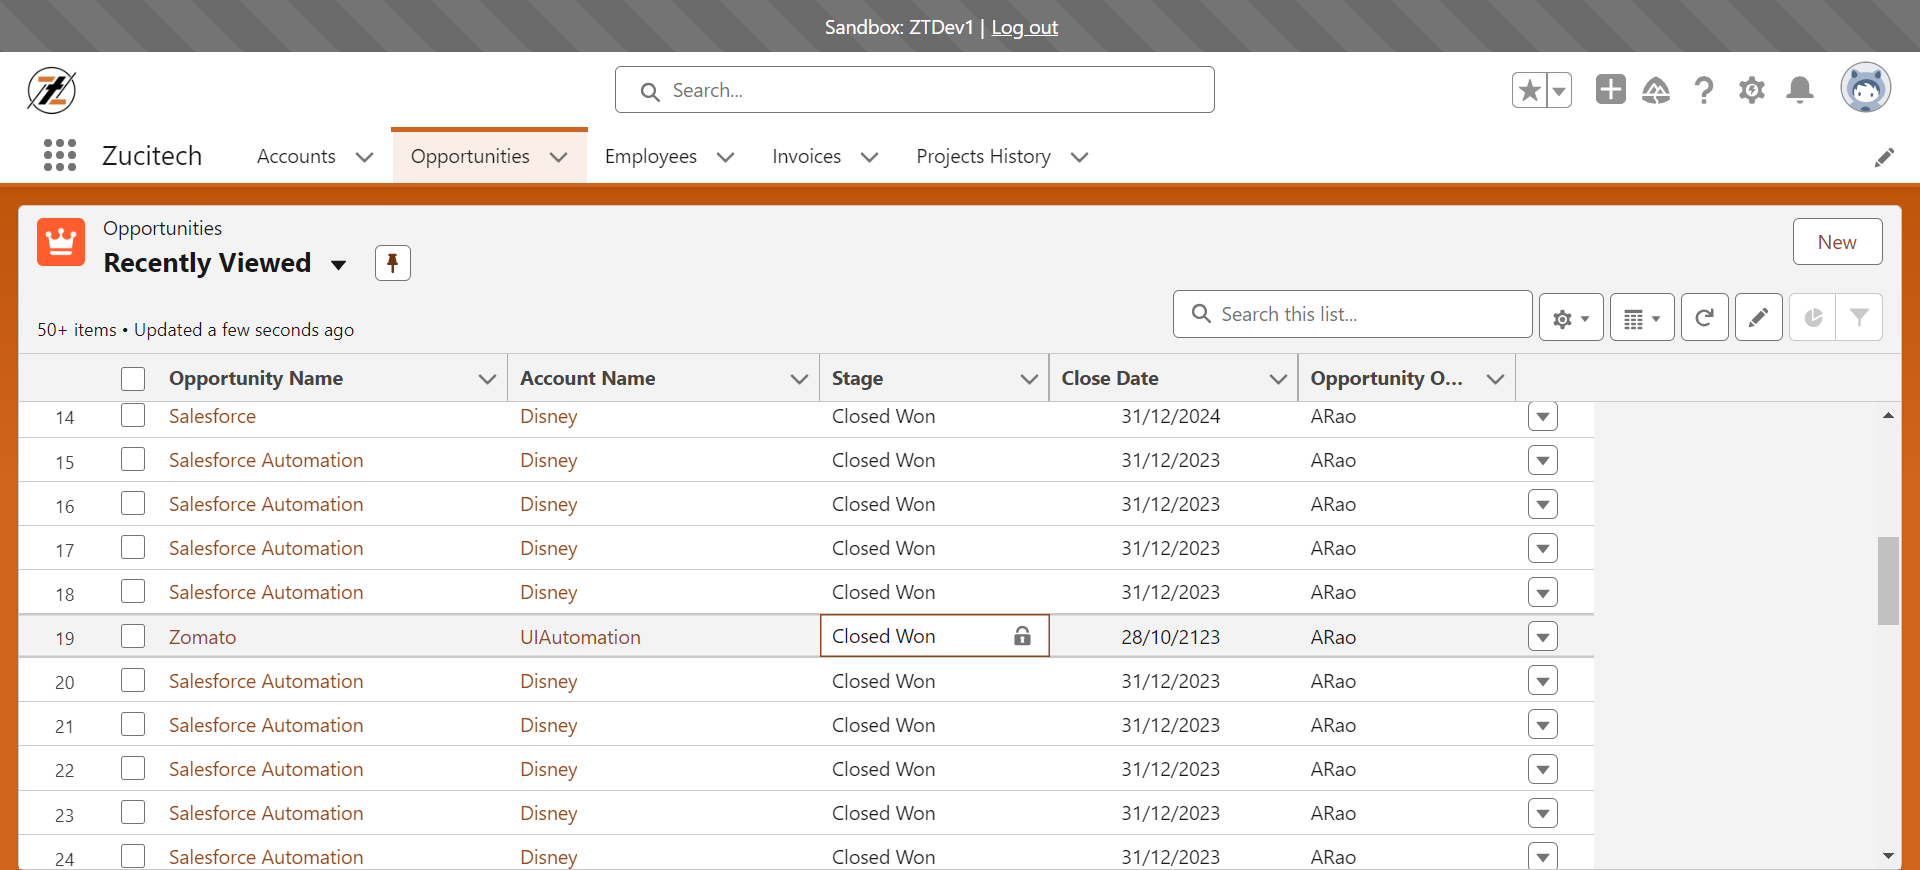 Sandbox: ZTDev1 | Log out
Search...
Zucitech Accounts Opportunities Employees Invoices Projects History
Opportunities
Recently Viewed
New
50+ items • Updated a few seconds ago
Search this list...
Opportunity Name Account Name Stage Close Date Opportunity O...
14 Salesforce Disney Closed Won 31/12/2024 ARao
15 Salesforce Automation Disney Closed Won 31/12/2023 ARao
16 Salesforce Automation Disney Closed Won 31/12/2023 ARao
17 Salesforce Automation Disney Closed Won 31/12/2023 ARao
18 Salesforce Automation Disney Closed Won 31/12/2023 ARao
19 Zomato UIAutomation Closed Won 28/10/2123 ARao
20 Salesforce Automation Disney Closed Won 31/12/2023 ARao
21 Salesforce Automation Disney Closed Won 31/12/2023 ARao
22 Salesforce Automation Disney Closed Won 31/12/2023 ARao
23 Salesforce Automation Disney Closed Won 31/12/2023 ARao
24 Salesforce Automation Disney Closed Won 31/12/2023 ARao